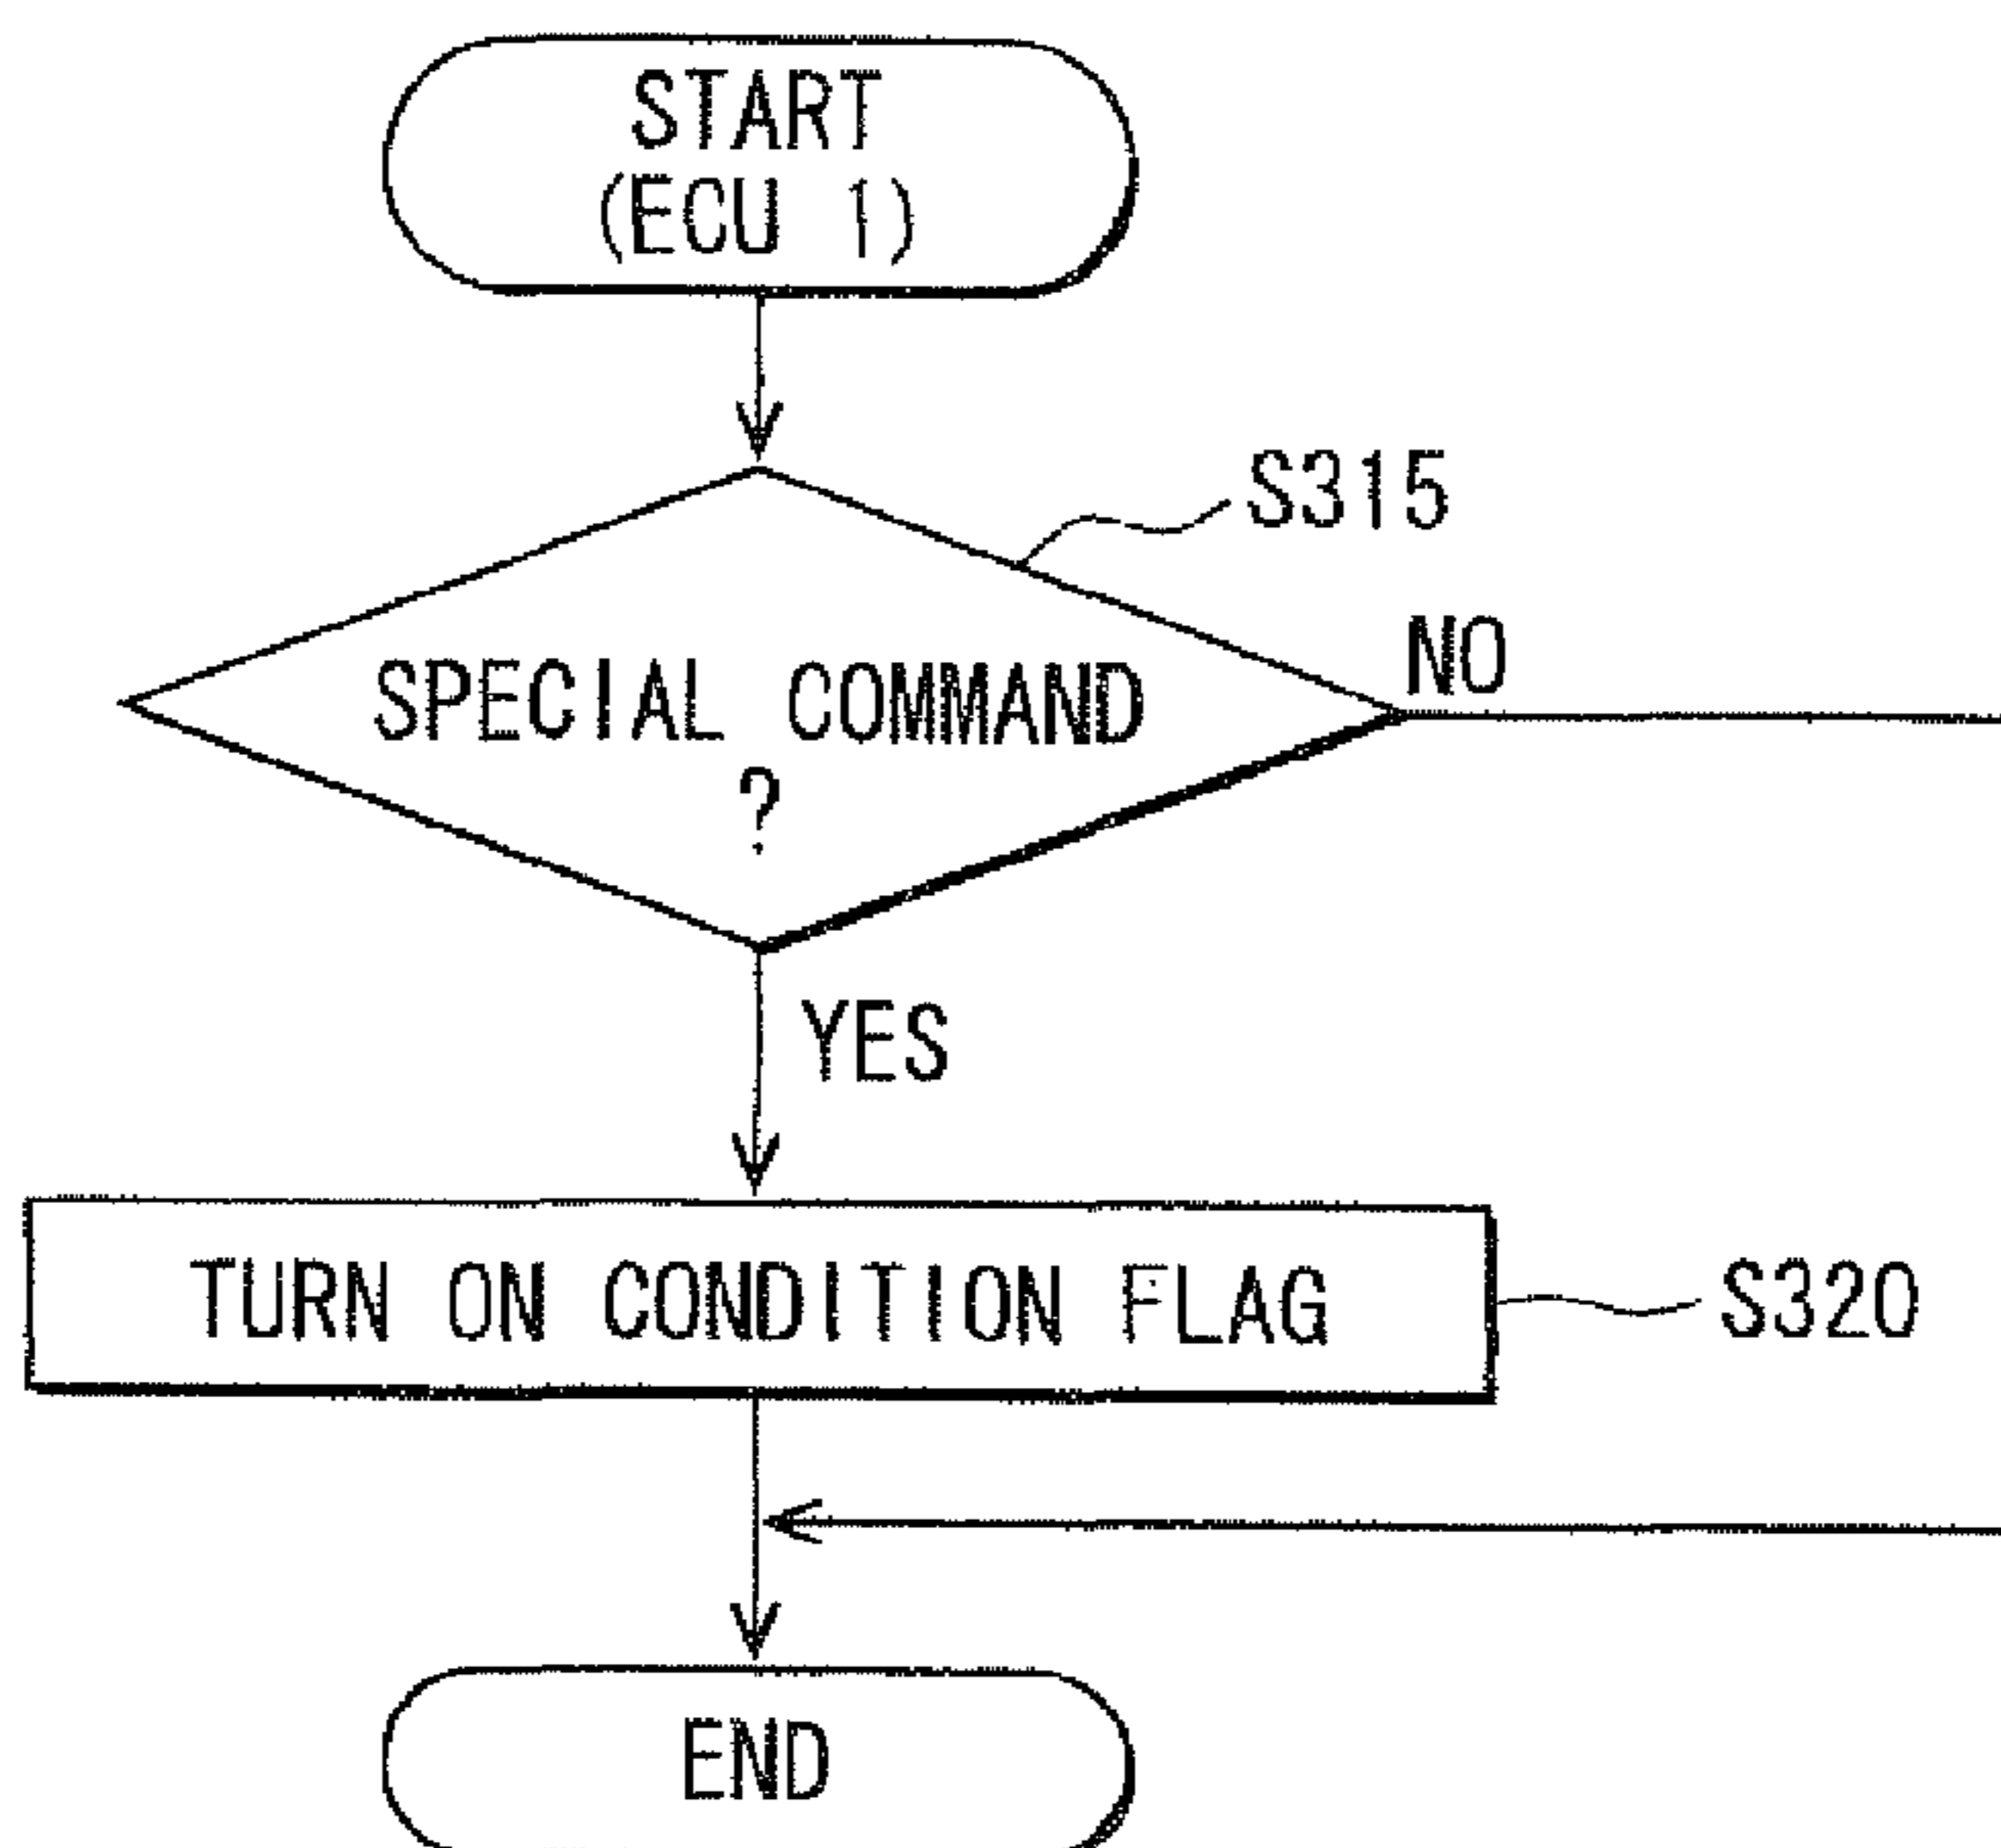 START
(ECU 1)
S315
NO
SPECIAL COMMAND
?
YES
TURN ON CONDITION FLAG
S320
END